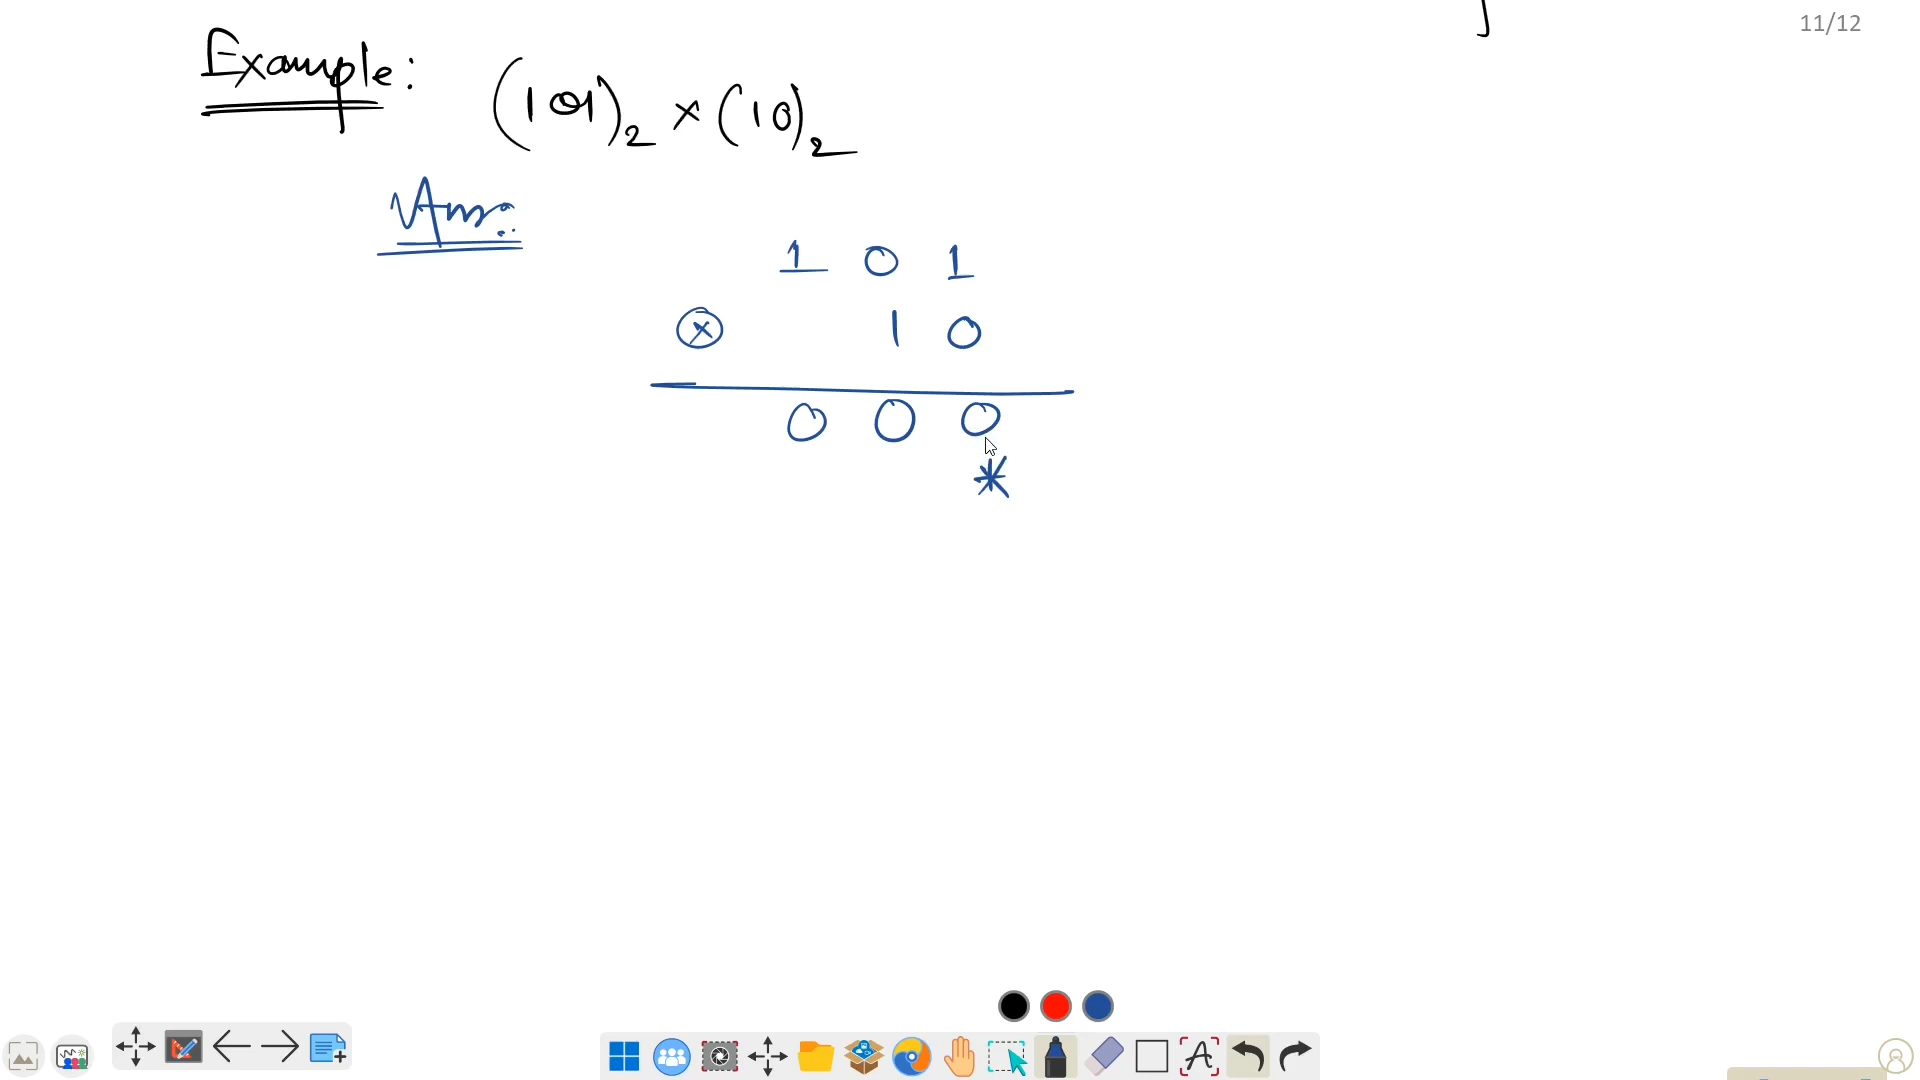 11/12
Example: (101)₂ × (10)₂
Ans:
1 0 1
× 1 0
0 0 0
*